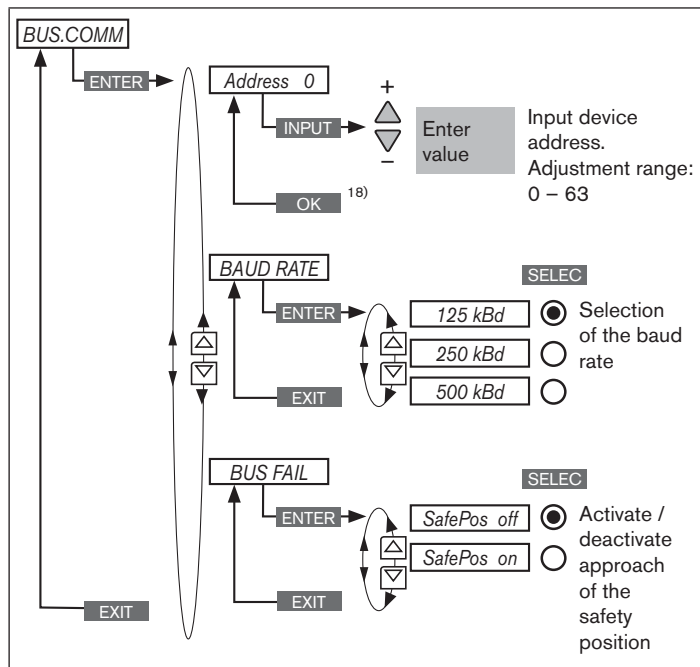 BUS.COMM
ENTER
Address 0
INPUT
+
−
Enter
value
Input device
address.
Adjustment range:
0 – 63
OK 18)
BAUD RATE
SELEC
ENTER
125 kBd
250 kBd
500 kBd
Selection
of the baud
rate
EXIT
BUS FAIL
SELEC
ENTER
SafePos off
SafePos on
Activate /
deactivate
approach
of the
safety
position
EXIT
EXIT